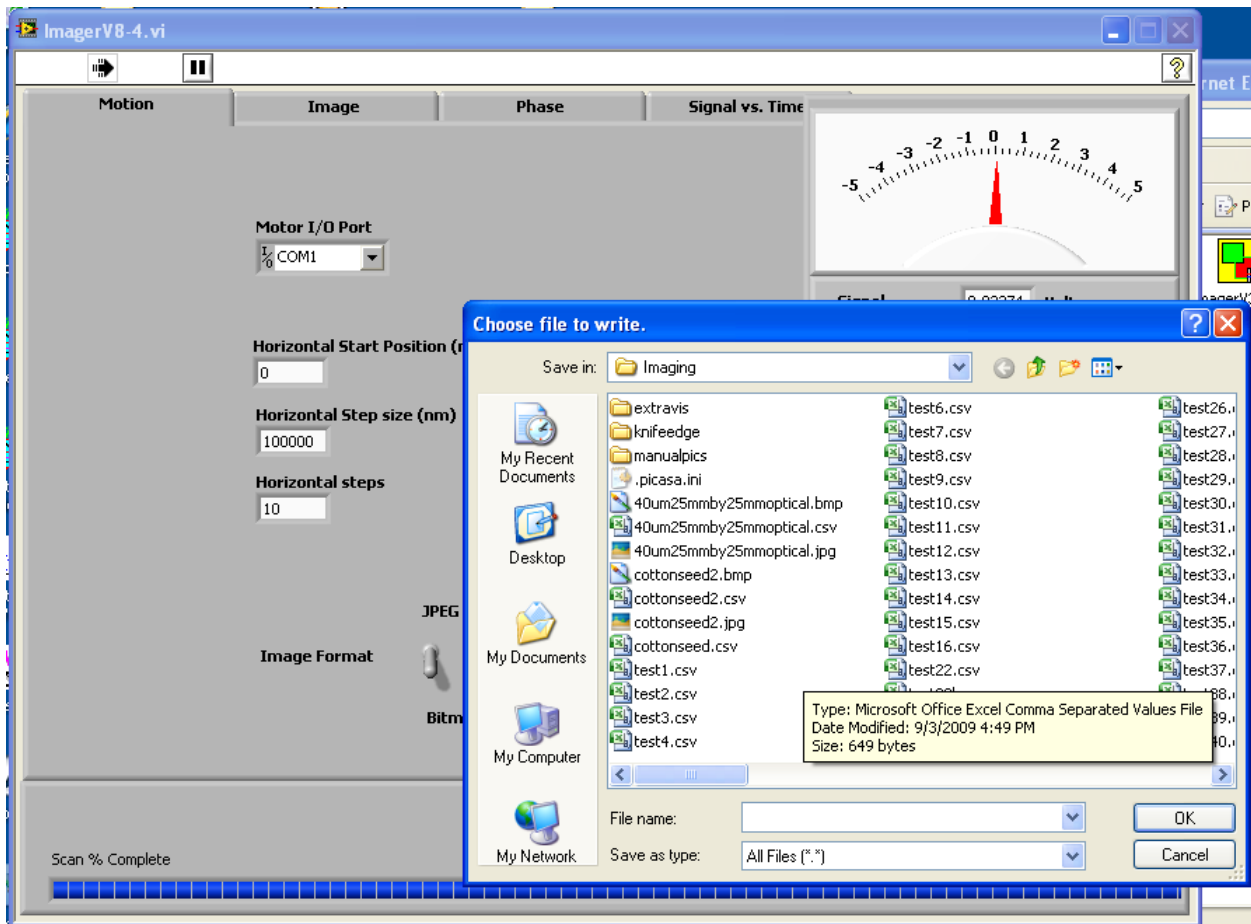 ImagerV8-4.vi
Motion Image Phase Signal vs. Time
rnet E
-5 -4 -3 -2 -1 0 1 2 3 4 5
Motor I/O Port
I/O COM1
Choose file to write.
Horizontal Start Position (
0
Horizontal Step size (nm)
100000
Horizontal steps
10
JPEG
Image Format
Bitm
Scan % Complete
Save in: Imaging
My Recent Documents
Desktop
My Documents
My Computer
My Network
extravis
knifeedge
manualpics
.picasa.ini
40um25mmby25mmoptical.bmp
40um25mmby25mmoptical.csv
40um25mmby25mmoptical.jpg
cottonseed2.bmp
cottonseed2.csv
cottonseed2.jpg
cottonseed.csv
test1.csv
test2.csv
test3.csv
test4.csv
test6.csv
test7.csv
test8.csv
test9.csv
test10.csv
test11.csv
test12.csv
test13.csv
test14.csv
test15.csv
test16.csv
test22.csv
test26.
test27.
test28.
test29.
test30.
test31.
test32.
test33.
test34.
test35.
test36.
test37.
Type: Microsoft Office Excel Comma Separated Values File
Date Modified: 9/3/2009 4:49 PM
Size: 649 bytes
File name:
OK
Save as type: All Files (*.*)
Cancel